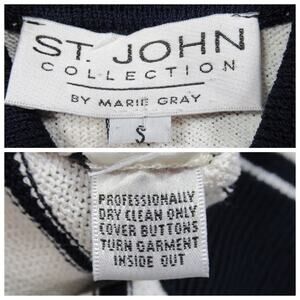 ST. JOHN
COLLECTION
BY MARIE GRAY
S
PROFESSIONALLY
DRY CLEAN ONLY
COVER BUTTONS
TURN GARMENT
INSIDE OUT